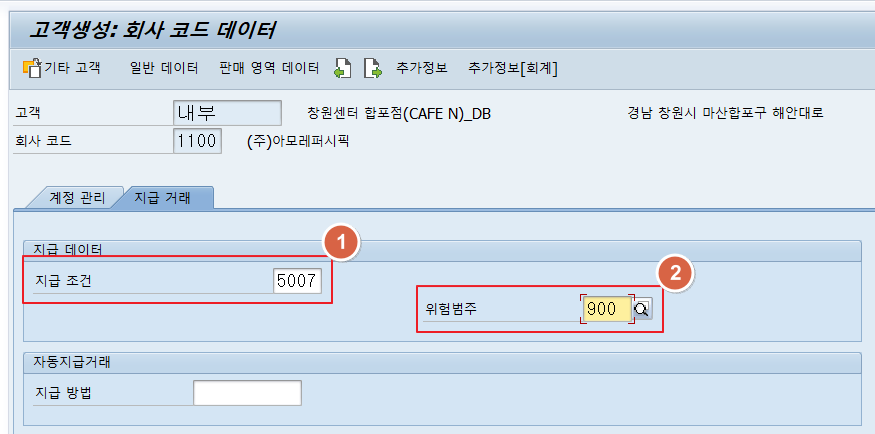 고객생성: 회사 코드 데이터
기타 고객 일반 데이터 판매 영역 데이터 추가정보 추가정보[회계]
고객 내부 창원센터 합포점(CAFE N)_DB 경남 창원시 마산합포구 해안대로
회사 코드 1100 (주)아모레퍼시픽
계정 관리 지급 거래
1
지급 데이터
지급 조건 5007
2
위험범주 900
자동지급거래
지급 방법